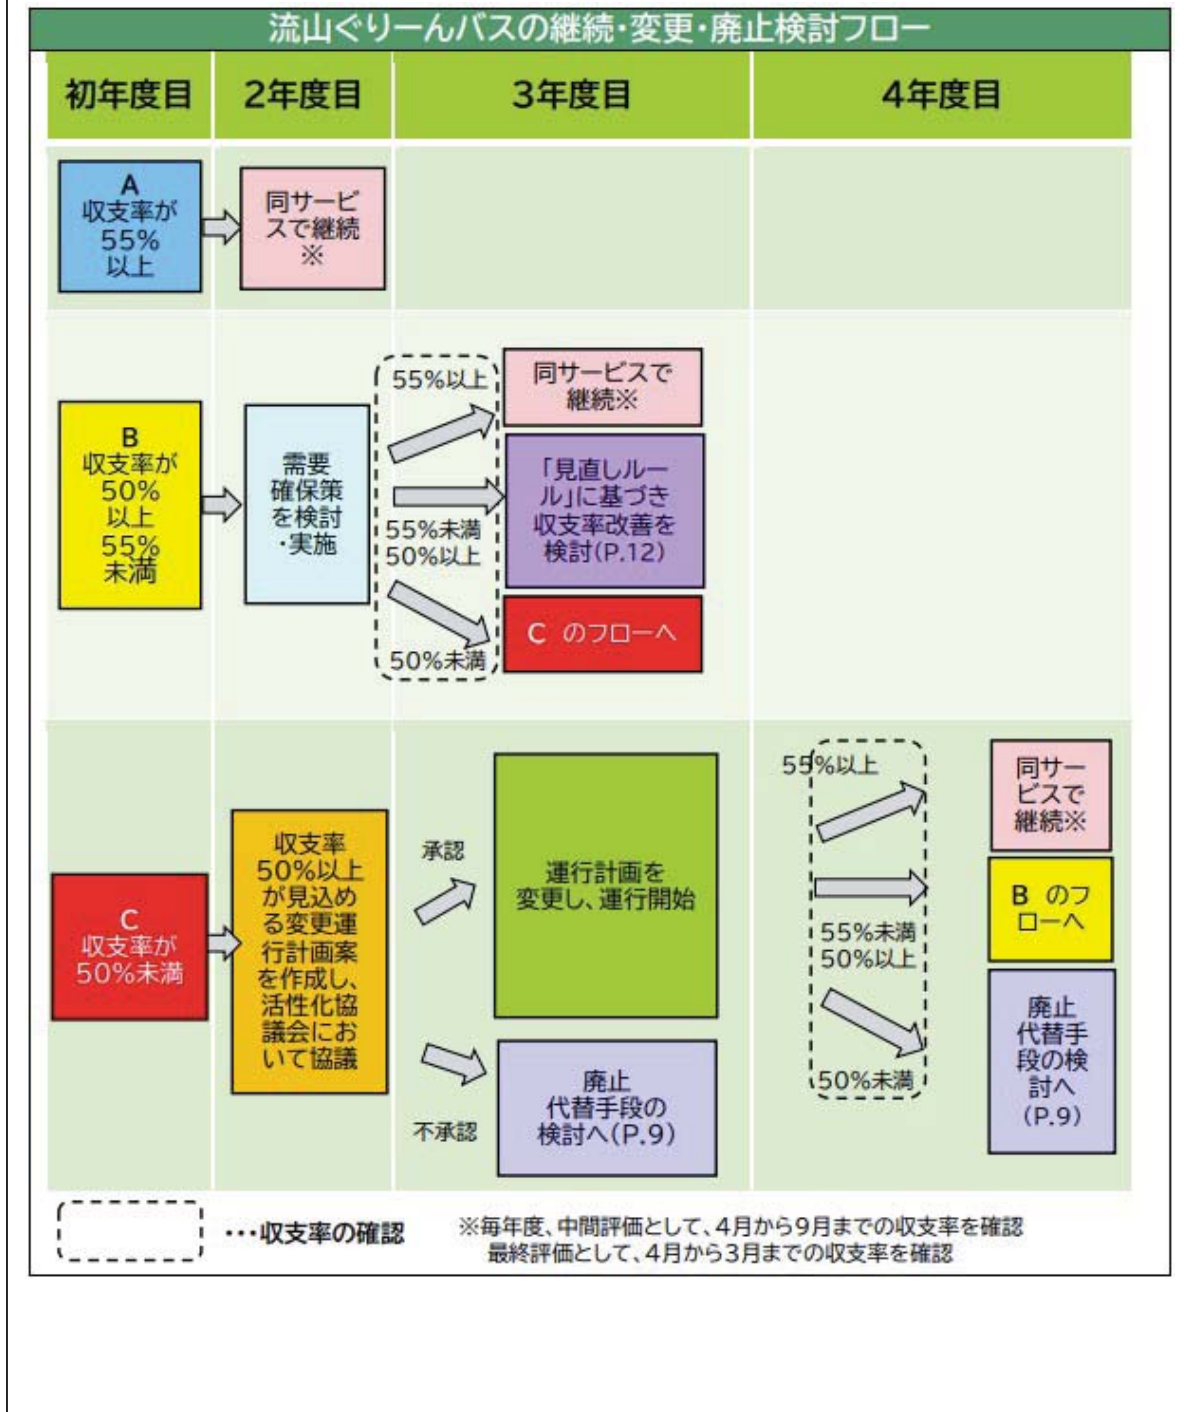 流山ぐりーんバスの継続・変更・廃止検討フロー
初年度目
2年度目
3年度目
4年度目
A
収支率が
55%
以上
同サービ
スで継続
※
B
収支率が
50%
以上
55%
未満
需要
確保策
を検討
・実施
55%以上
55%未満
50%以上
50%未満
同サービスで
継続※
「見直しルー
ル」に基づき
収支率改善を
検討(P.12)
C のフローへ
C
収支率が
50%未満
収支率
50%以上
が見込め
る変更運
行計画案
を作成し、
活性化協
議会にお
いて協議
承認
不承認
運行計画を
変更し、運行開始
廃止
代替手段の
検討へ(P.9)
55%以上
55%未満
50%以上
50%未満
同サー
ビスで
継続※
B のフ
ローへ
廃止
代替手
段の検
討へ
(P.9)
・・・収支率の確認
※毎年度、中間評価として、4月から9月までの収支率を確認
最終評価として、4月から3月までの収支率を確認